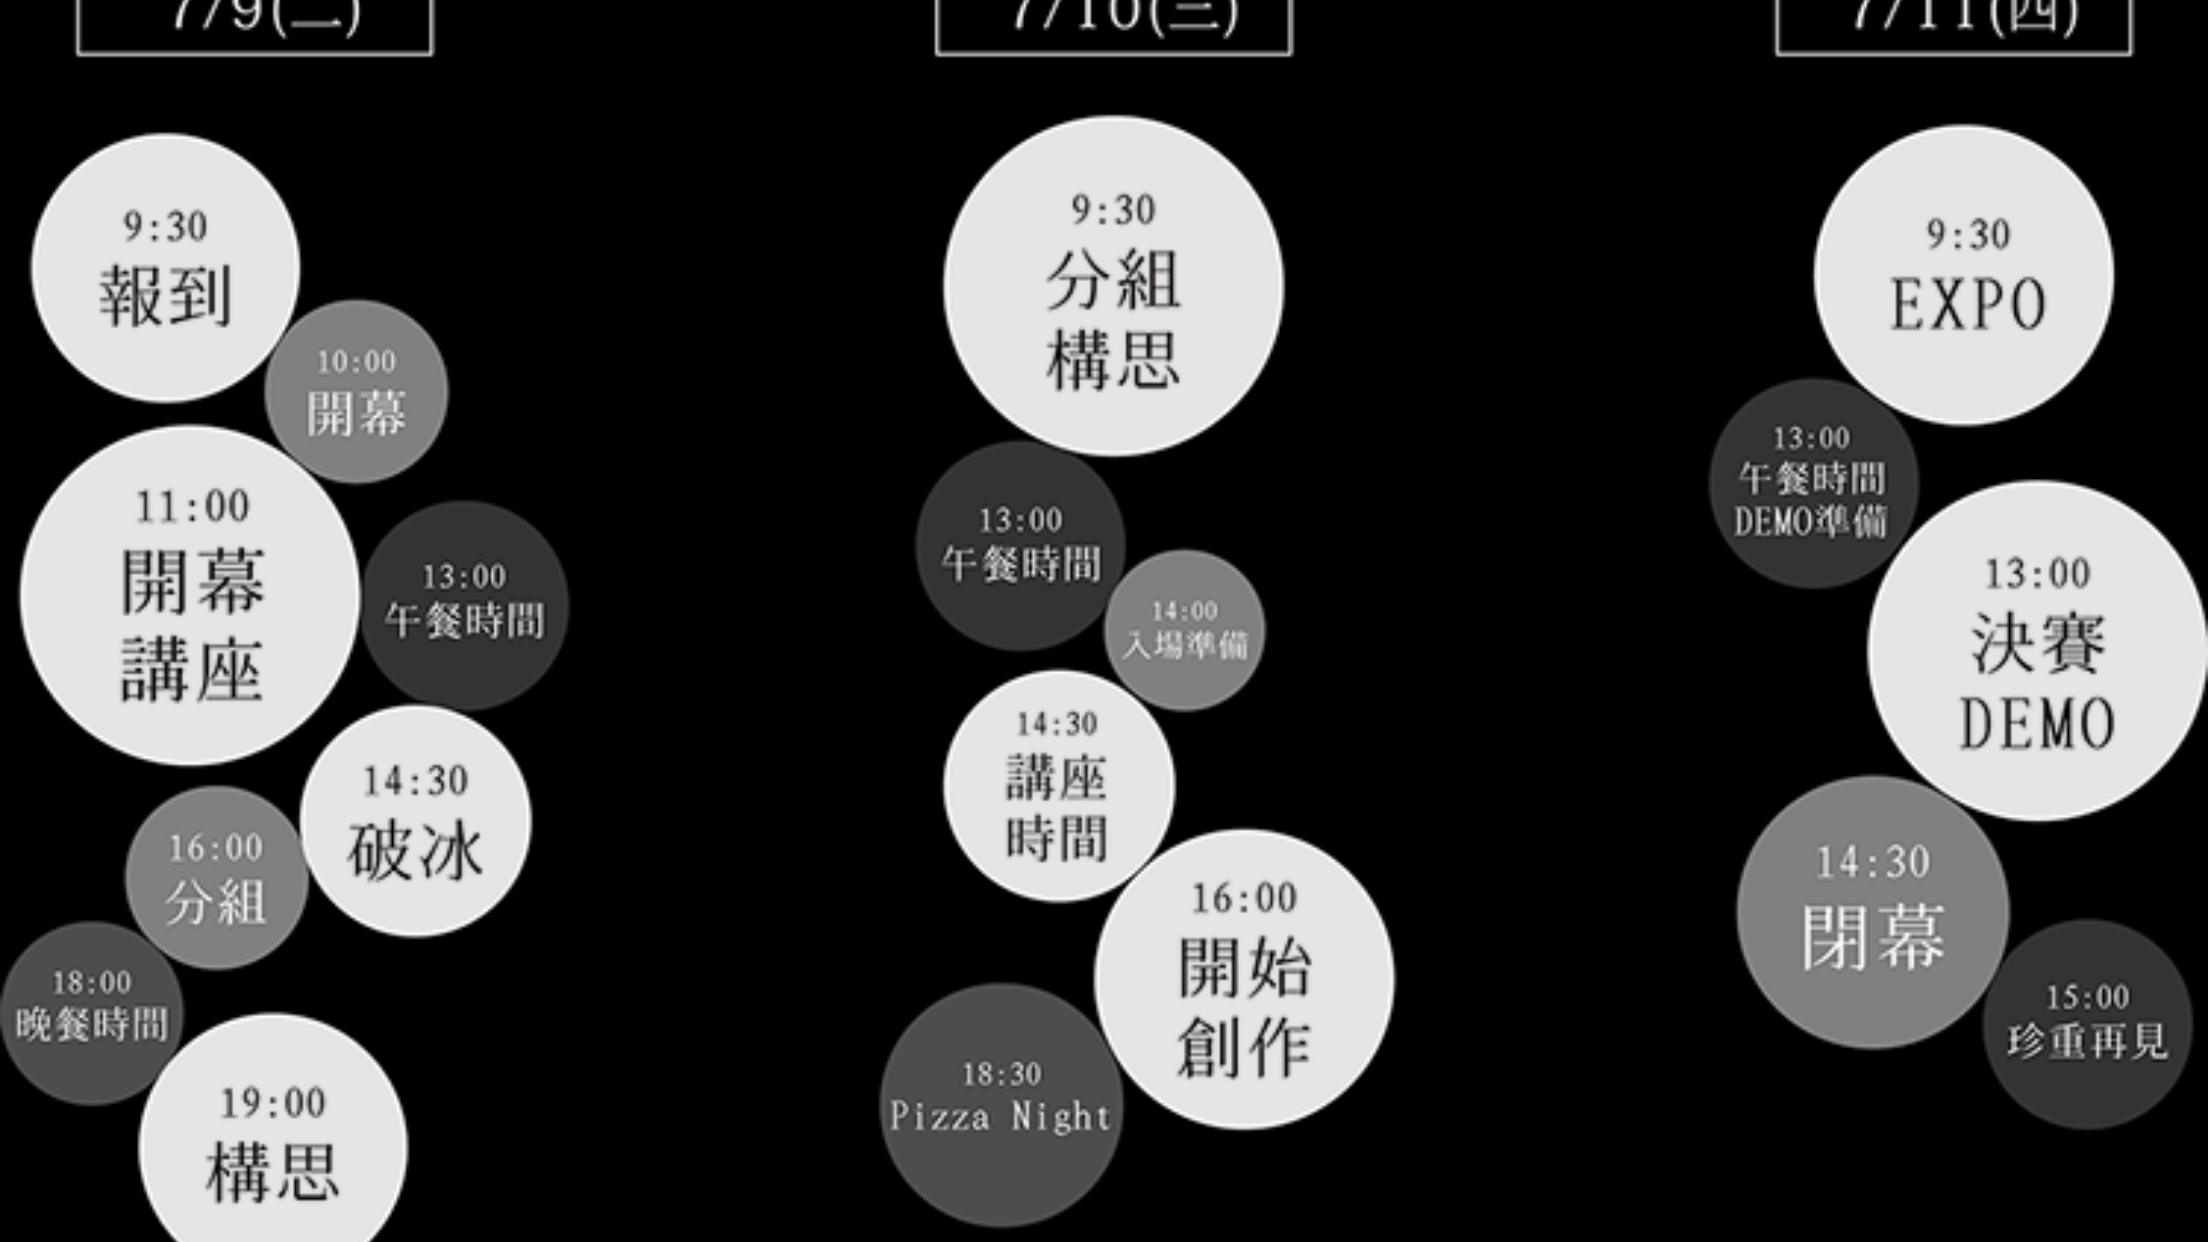 7/9(二)
9:30
報到
10:00
開幕
11:00
開幕
講座
13:00
午餐時間
14:30
破冰
16:00
分組
18:00
晚餐時間
19:00
構思
7/10(三)
9:30
分組
構思
13:00
午餐時間
14:00
入場準備
14:30
講座
時間
16:00
開始
創作
18:30
Pizza Night
7/11(四)
9:30
EXPO
13:00
午餐時間
DEMO準備
13:00
決賽
DEMO
14:30
閉幕
15:00
珍重再見